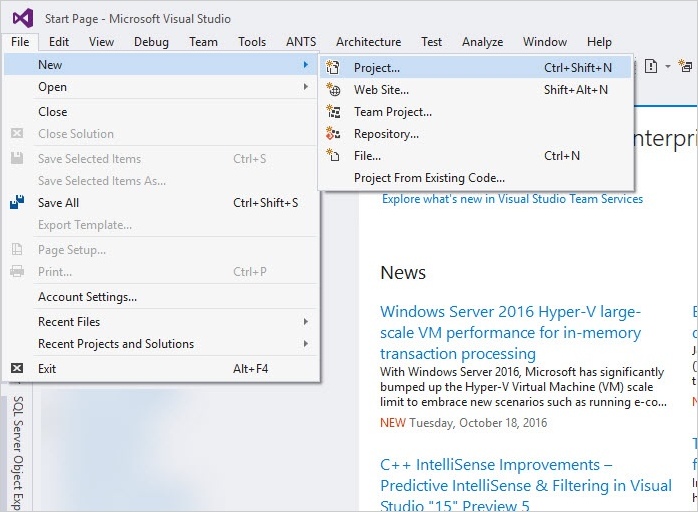 Start Page - Microsoft Visual Studio
File Edit View Debug Team Tools ANTS Architecture Test Analyze Window Help
New
Open
Close
Close Solution
Save Selected Items Ctrl+S
Save Selected Items As...
Save All Ctrl+Shift+S
Export Template...
Page Setup...
Print... Ctrl+P
Account Settings...
Recent Files
Recent Projects and Solutions
Exit Alt+F4
Project... Ctrl+Shift+N
Web Site... Shift+Alt+N
Team Project...
Repository...
File... Ctrl+N
Project From Existing Code...
Explore what's new in Visual Studio Team Services
News
Windows Server 2016 Hyper-V large-
scale VM performance for in-memory
transaction processing
With Windows Server 2016, Microsoft has significantly
bumped up the Hyper-V Virtual Machine (VM) scale
limit to embrace new scenarios such as running e-co...
NEW Tuesday, October 18, 2016
C++ IntelliSense Improvements –
Predictive IntelliSense & Filtering in Visual
Studio "15" Preview 5
SQL Server Object Exp